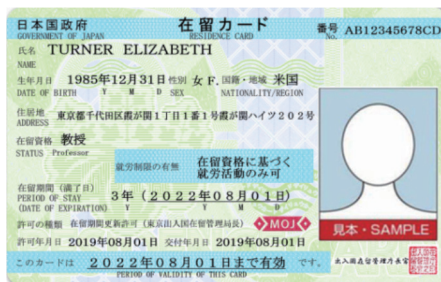 日本国政府 在留カード 番号 AB12345678CD
GOVERNMENT OF JAPAN RESIDENCE CARD No.
氏名 TURNER ELIZABETH
NAME
生年月日 1985年12月31日 性別 女 F. 国籍・地域 米国
DATE OF BIRTH Y M D SEX NATIONALITY/REGION
住居地 東京都千代田区霞が関1丁目1番1号霞が関ハイツ202号
ADDRESS
在留資格 教授
STATUS Professor
就労制限の有無 在留資格に基づく
就労活動のみ可
在留期間(満了日) 3年(2022年08月01日)
PERIOD OF STAY
(DATE OF EXPIRATION) Y M Y M D
許可の種類 在留期間更新許可(東京出入国在留管理局長) MOJ
見本・SAMPLE
許可年月日 2019年08月01日 交付年月日 2019年08月01日
このカードは 2022年08月01日まで有効 です。
PERIOD OF VALIDITY OF THIS CARD
出入国在留管理庁長官